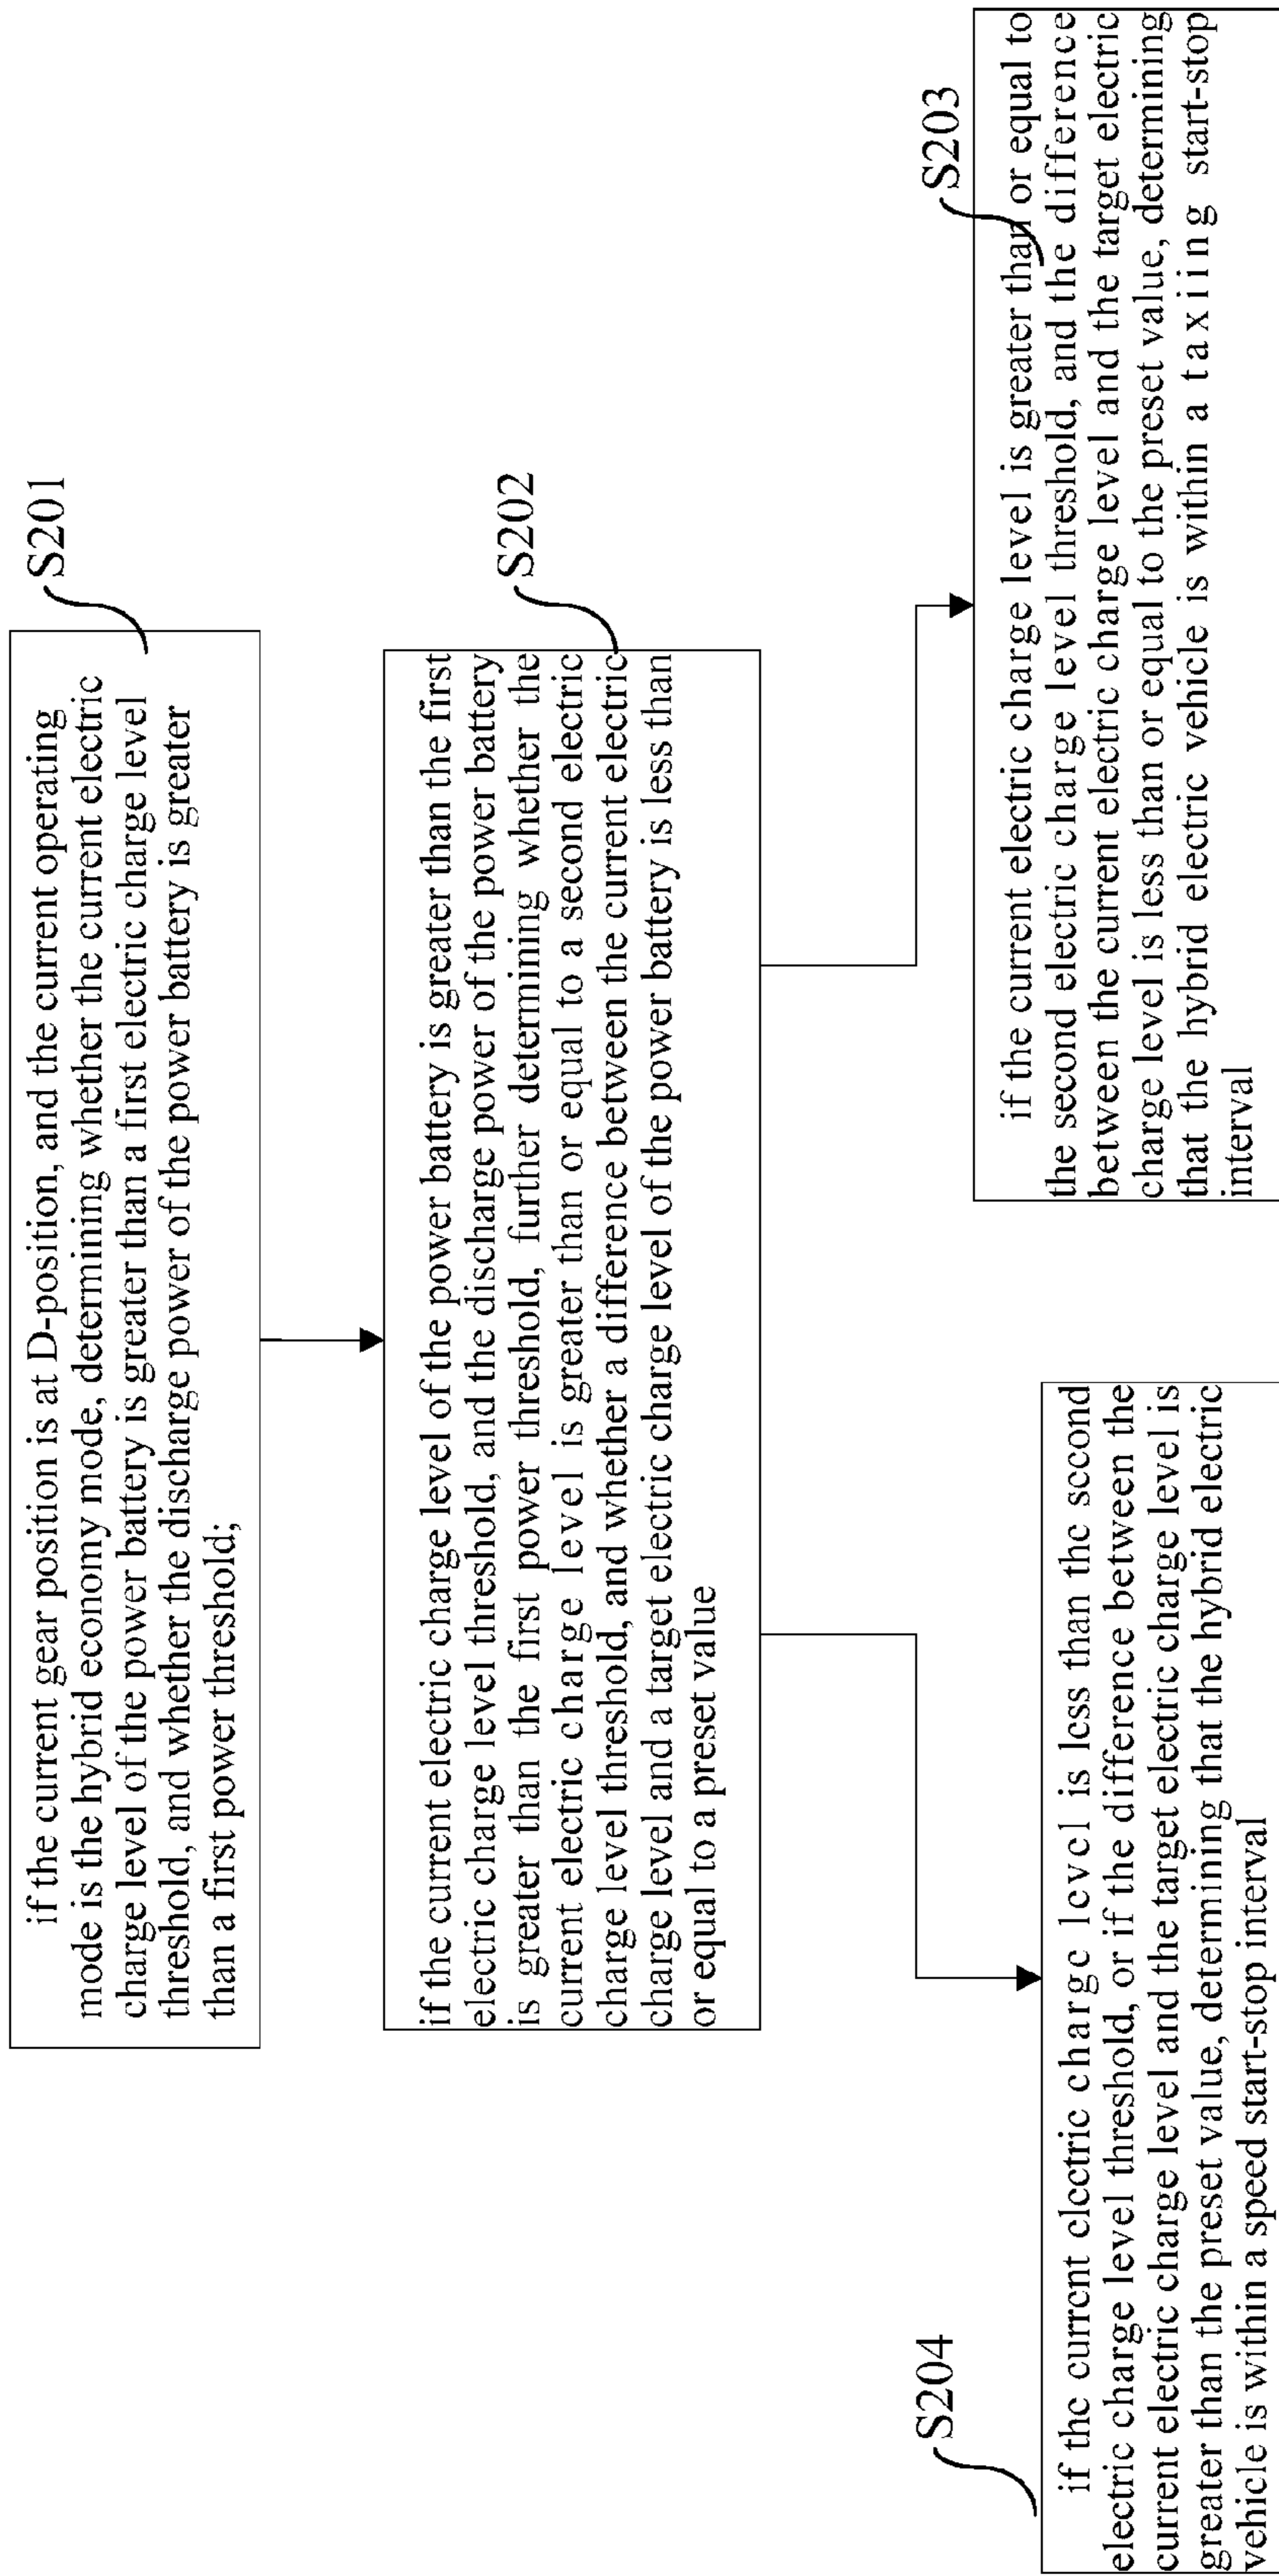 S201
if the current gear position is at D-position, and the current operating
mode is the hybrid economy mode, determining whether the current electric
charge level of the power battery is greater than a first electric charge level
threshold, and whether the discharge power of the power battery is greater
than a first power threshold;
S202
if the current electric charge level of the power battery is greater than the first
electric charge level threshold, and the discharge power of the power battery
is greater than the first power threshold, further determining whether the
current electric charge level is greater than or equal to a second electric
charge level threshold, and whether a difference between the current electric
charge level and a target electric charge level of the power battery is less than
or equal to a preset value
S204
if the current electric charge level is less than the second
electric charge level threshold, or if the difference between the
current electric charge level and the target electric charge level is
greater than the preset value, determining that the hybrid electric
vehicle is within a speed start-stop interval
S203
if the current electric charge level is greater than or equal to
the second electric charge level threshold, and the difference
between the current electric charge level and the target electric
charge level is less than or equal to the preset value, determining
that the hybrid electric vehicle is within a taxiing start-stop
interval